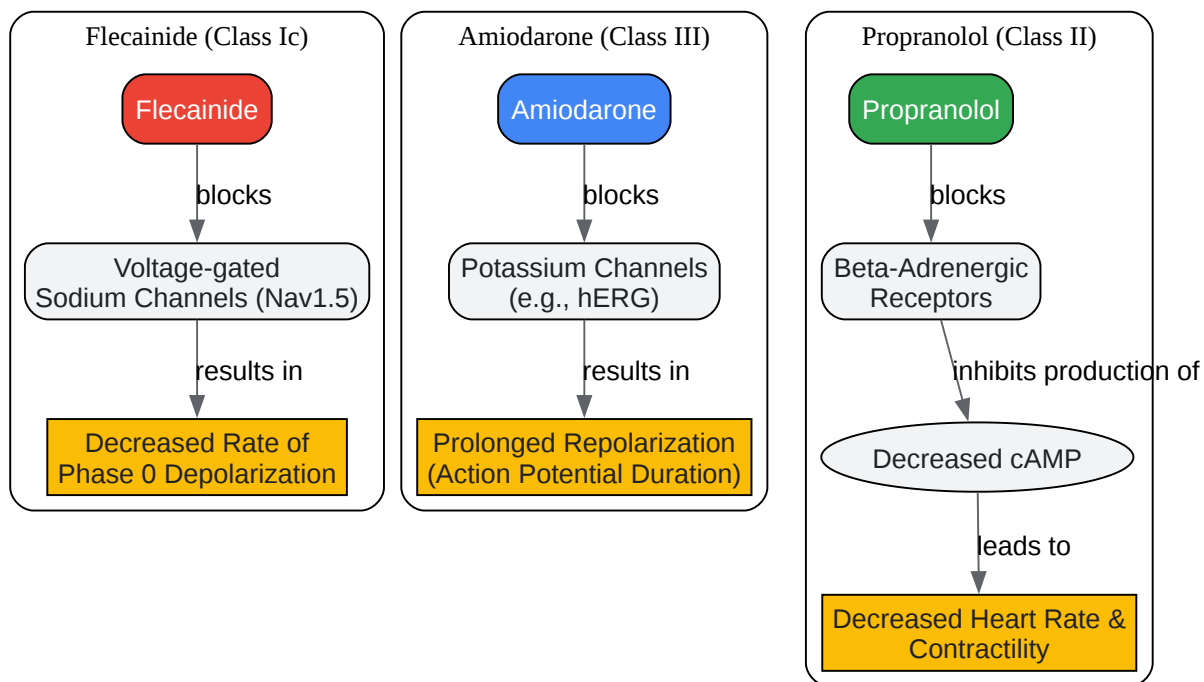 Flecainide (Class Ic)
Flecainide
blocks
Voltage-gated
Sodium Channels (Nav1.5)
results in
Decreased Rate of
Phase 0 Depolarization
Amiodarone (Class III)
Amiodarone
blocks
Potassium Channels
(e.g., hERG)
results in
Prolonged Repolarization
(Action Potential Duration)
Propranolol (Class II)
Propranolol
blocks
Beta-Adrenergic
Receptors
inhibits production of
Decreased cAMP
leads to
Decreased Heart Rate &
Contractility